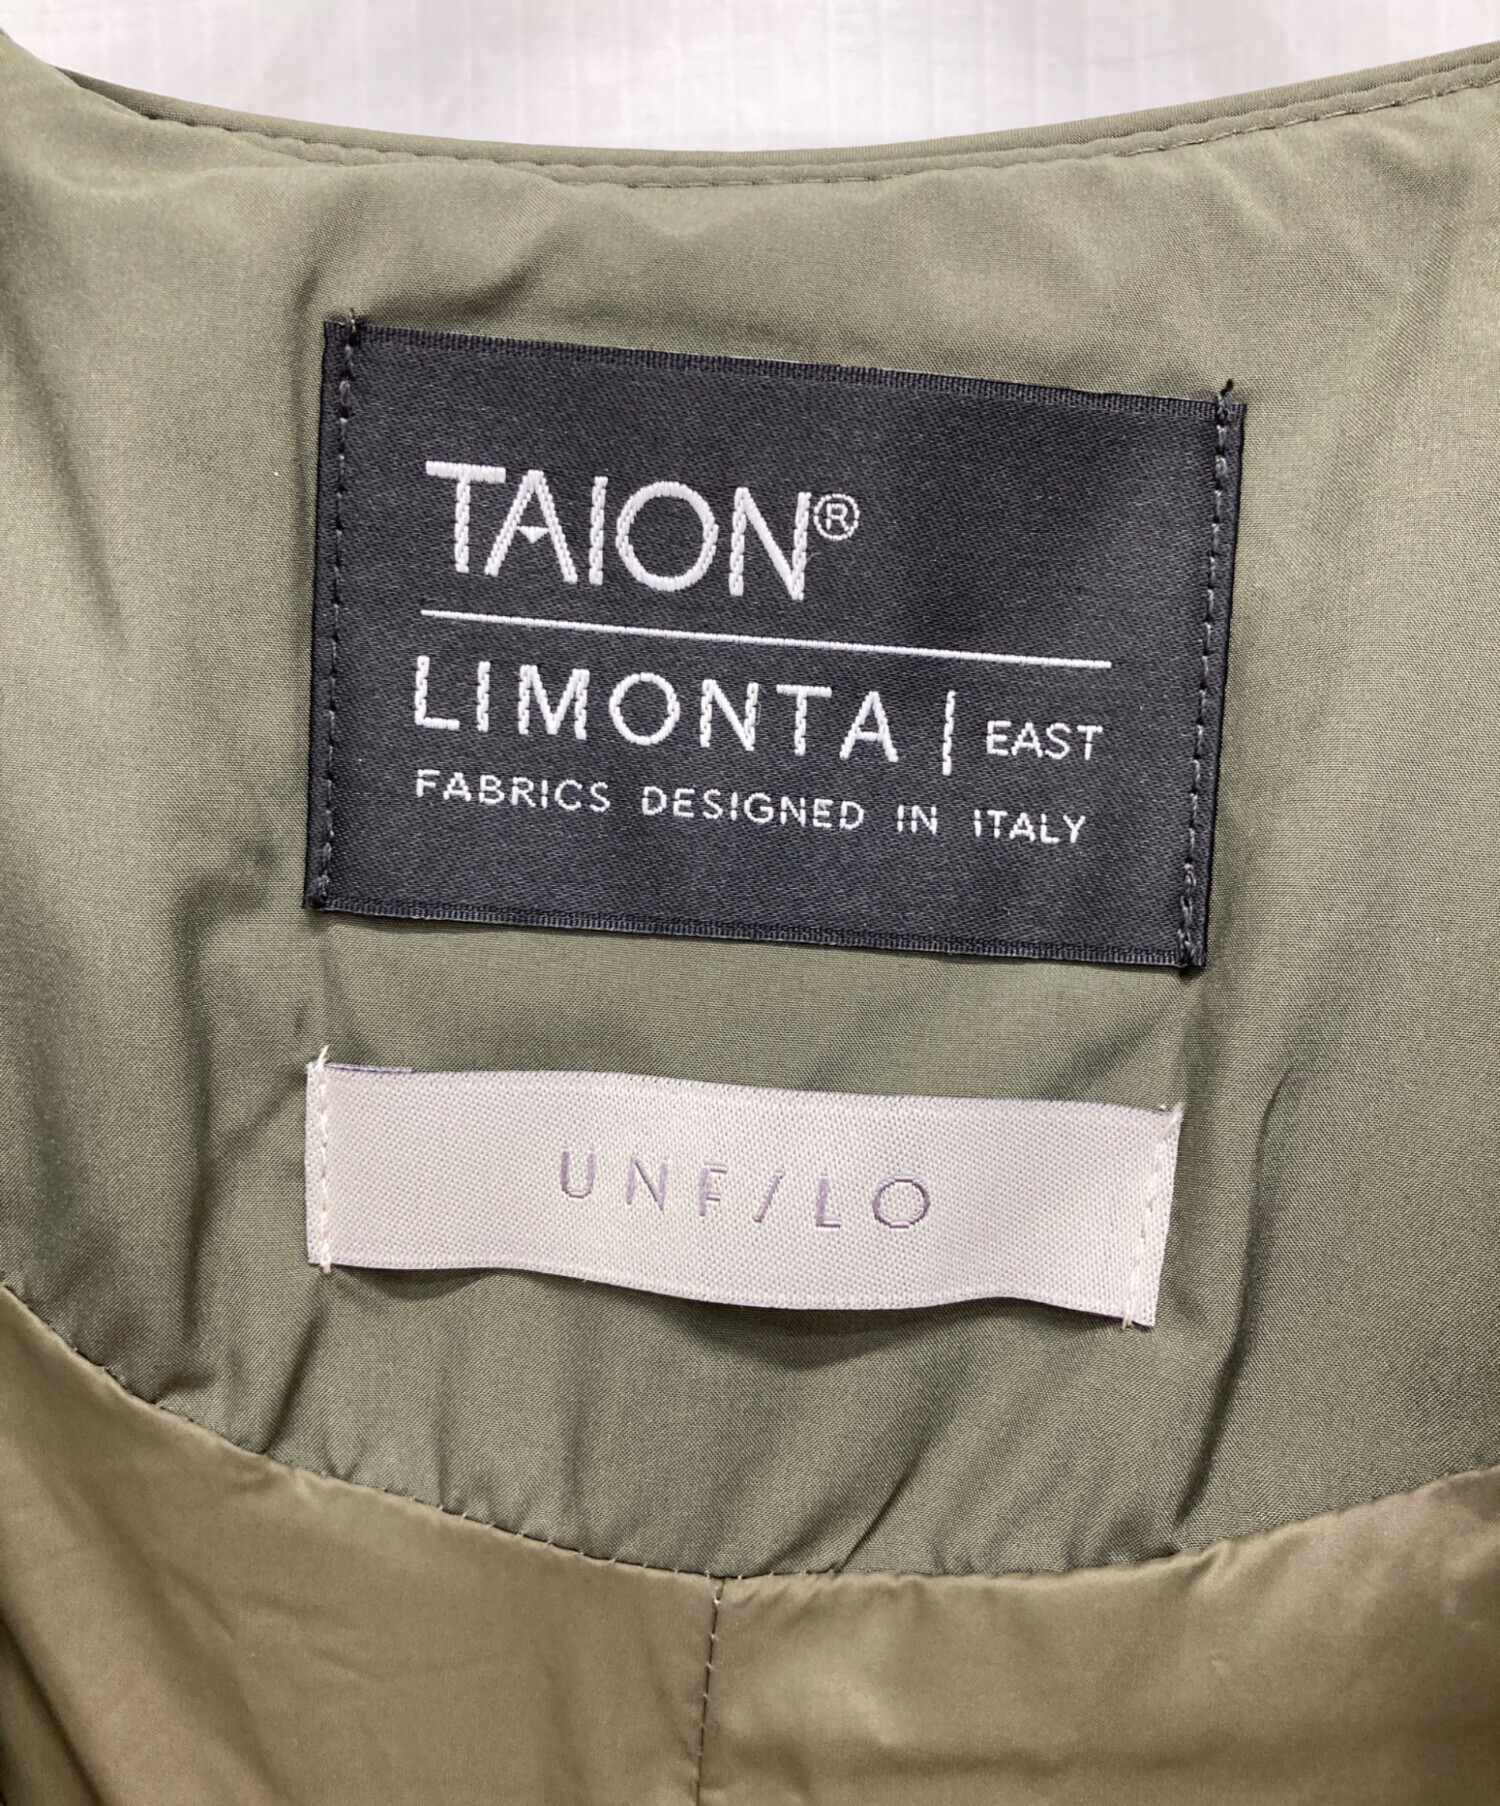 TAION®
LIMONTA | EAST
FABRICS DESIGNED IN ITALY
UNF/LO